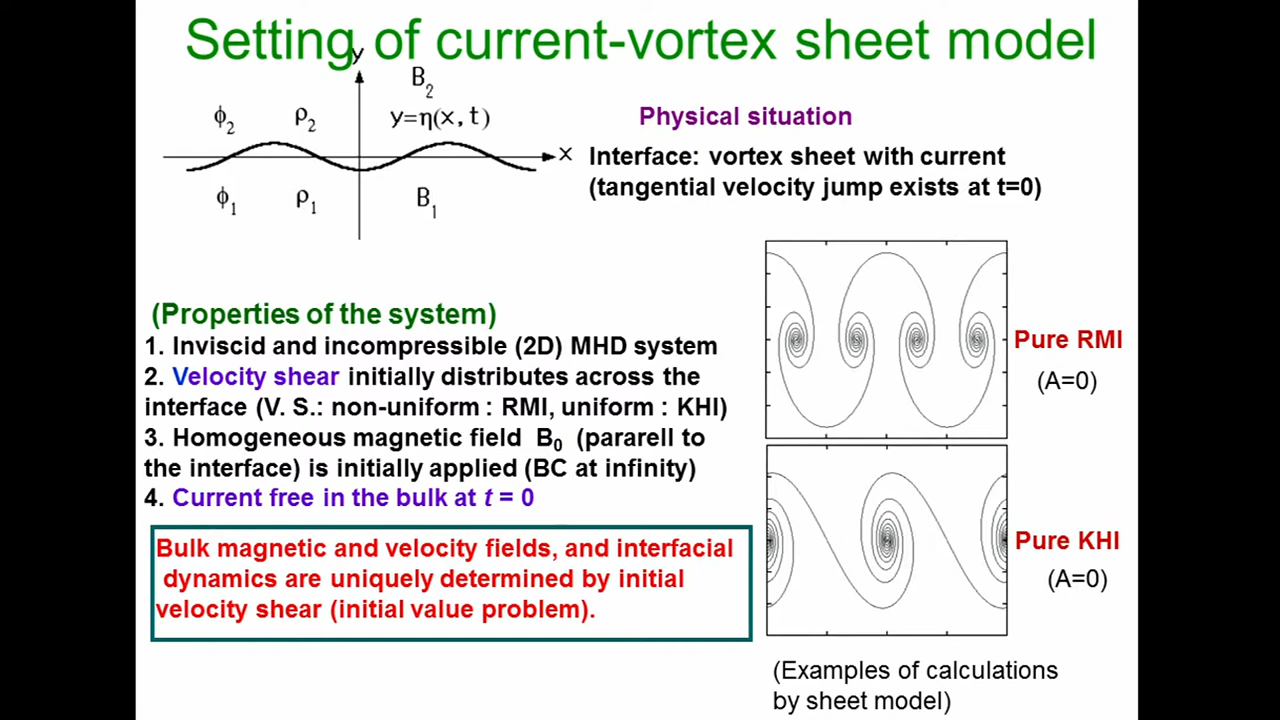 Setting of current-vortex sheet model
y
B2
ϕ2 ρ2 y=η(x,t)
x
ϕ1 ρ1 B1
Physical situation
Interface: vortex sheet with current
(tangential velocity jump exists at t=0)
(Properties of the system)
1. Inviscid and incompressible (2D) MHD system
2. Velocity shear initially distributes across the
interface (V. S.: non-uniform : RMI, uniform : KHI)
3. Homogeneous magnetic field B0 (pararell to
the interface) is initially applied (BC at infinity)
4. Current free in the bulk at t = 0
Bulk magnetic and velocity fields, and interfacial
dynamics are uniquely determined by initial
velocity shear (initial value problem).
Pure RMI
(A=0)
Pure KHI
(A=0)
(Examples of calculations
by sheet model)